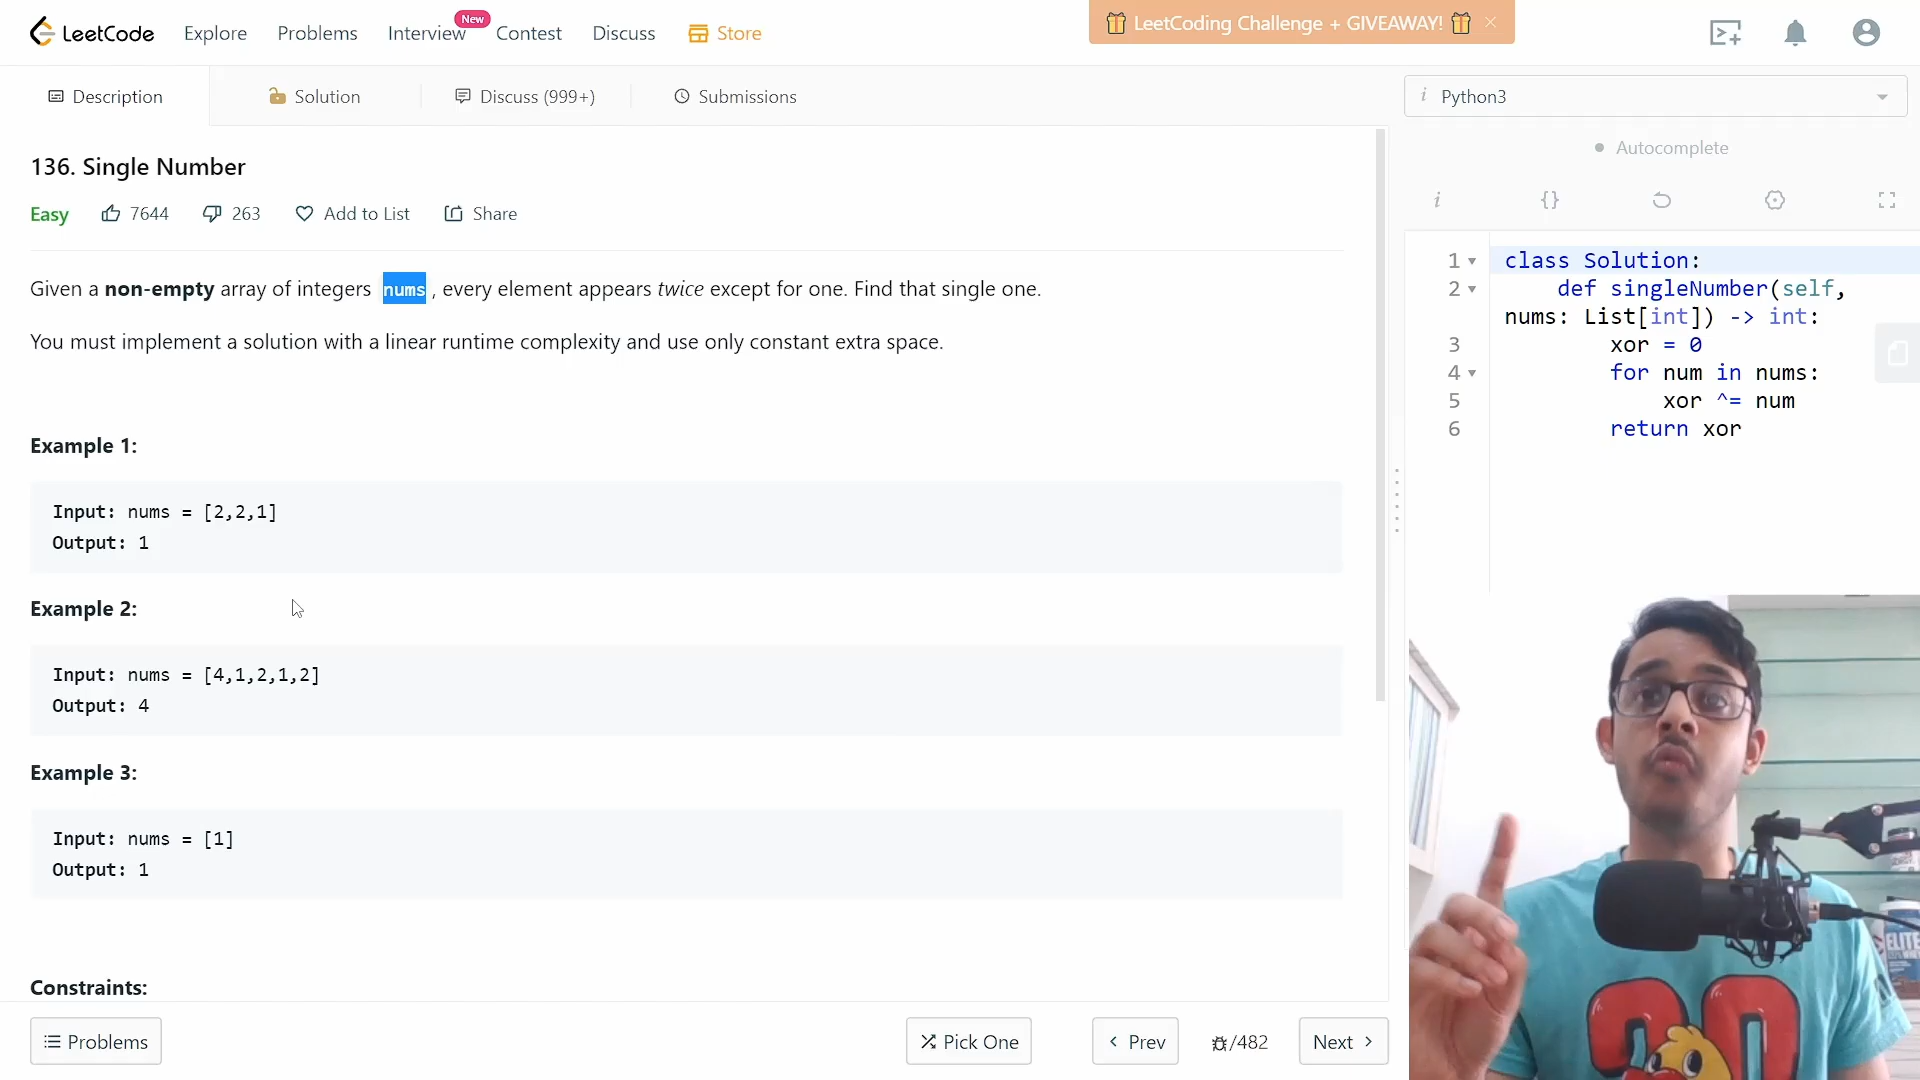 LeetCode Explore Problems Interview New Contest Discuss Store LeetCoding Challenge + GIVEAWAY!
Description Solution Discuss (999+) Submissions
136. Single Number
Easy 7644 263 Add to List Share
Given a non-empty array of integers nums, every element appears twice except for one. Find that single one.
You must implement a solution with a linear runtime complexity and use only constant extra space.
Example 1:
Input: nums = [2,2,1]
Output: 1
Example 2:
Input: nums = [4,1,2,1,2]
Output: 4
Example 3:
Input: nums = [1]
Output: 1
Constraints:
Problems Pick One Prev /482 Next
i Python3
Autocomplete
i {}
1 class Solution:
2 def singleNumber(self,
nums: List[int]) -> int:
3 xor = 0
4 for num in nums:
5 xor ^= num
6 return xor
ELITE